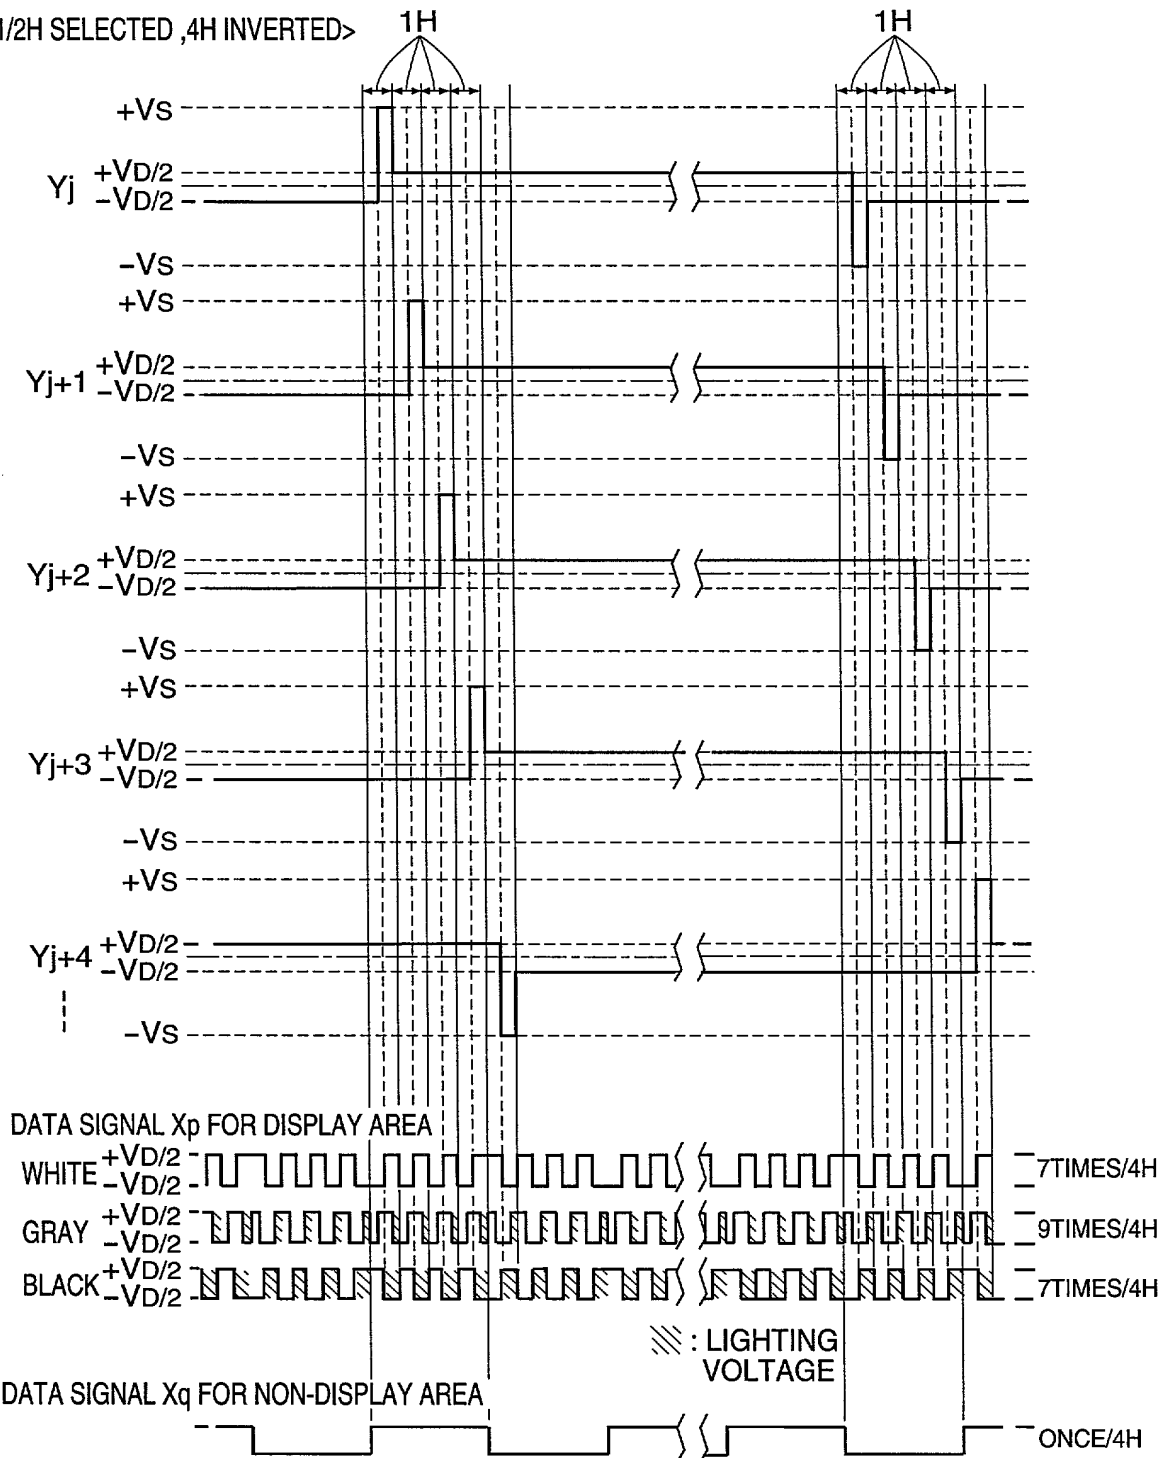 1/2H SELECTED ,4H INVERTED>
1H 1H
+VS
Yj +VD/2
−VD/2
−VS
+VS
Yj+1 +VD/2
−VD/2
−VS
+VS
Yj+2 +VD/2
−VD/2
−VS
+VS
Yj+3 +VD/2
−VD/2
−VS
+VS
Yj+4 +VD/2
−VD/2
−VS
DATA SIGNAL Xp FOR DISPLAY AREA
WHITE +VD/2
−VD/2 7TIMES/4H
GRAY +VD/2
−VD/2 9TIMES/4H
BLACK +VD/2
−VD/2 7TIMES/4H
: LIGHTING
VOLTAGE
DATA SIGNAL Xq FOR NON-DISPLAY AREA
ONCE/4H